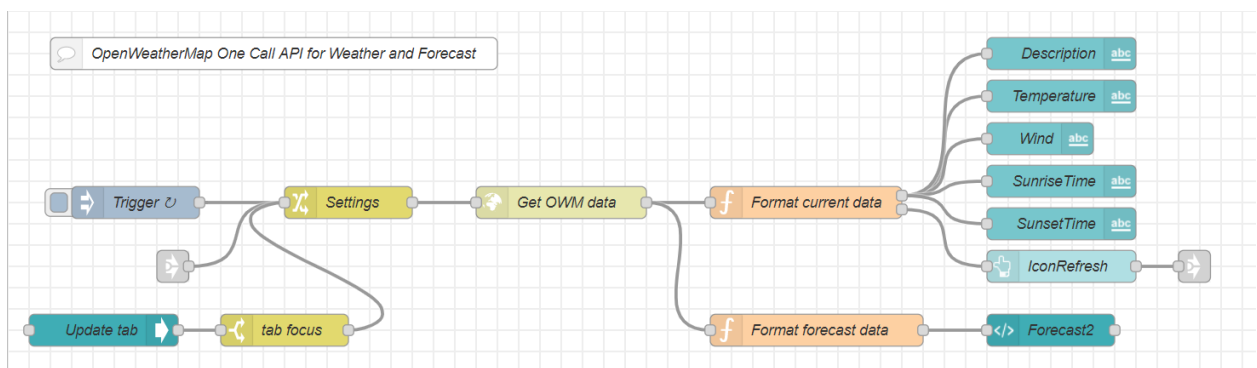 OpenWeatherMap One Call API for Weather and Forecast
Description abc
Temperature abc
Wind abc
Trigger ↻
Settings
Get OWM data
Format current data
SunriseTime abc
SunsetTime abc
IconRefresh
Update tab
tab focus
Format forecast data
</> Forecast2